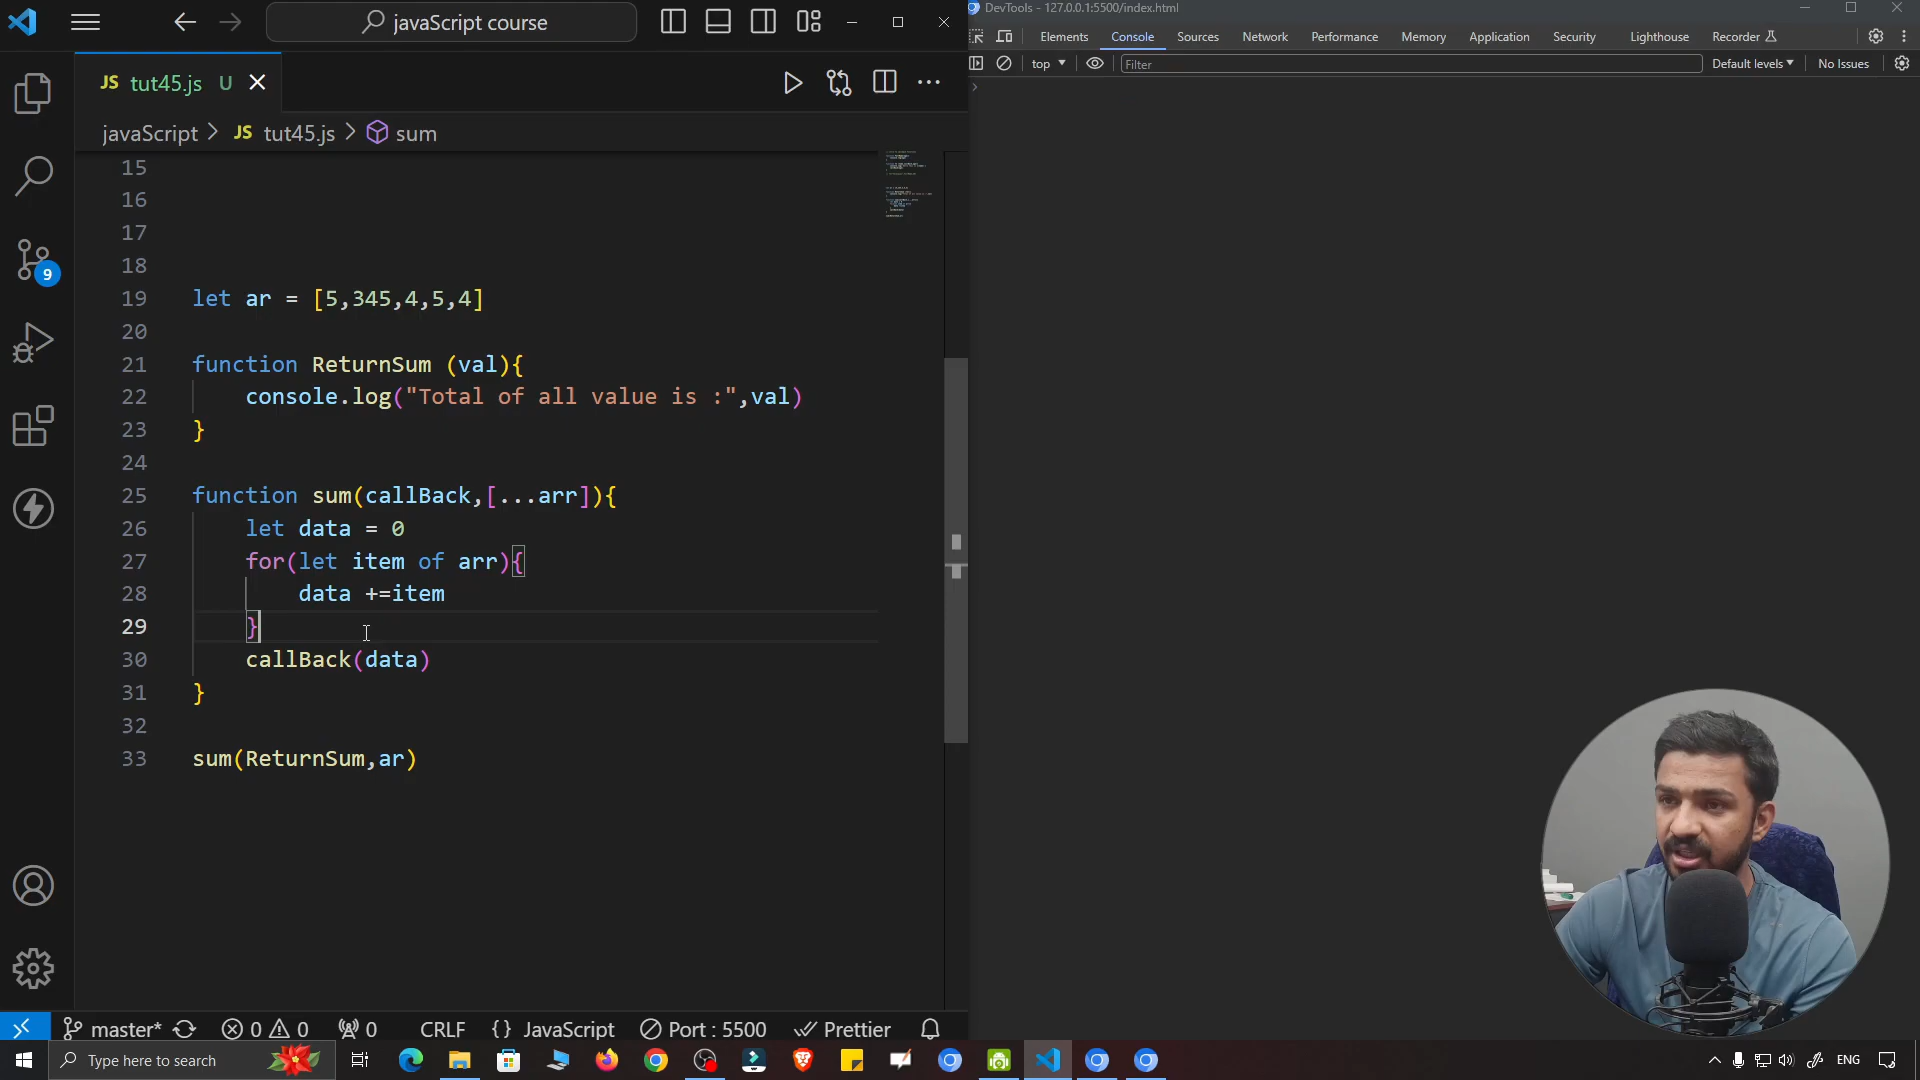 javaScript course
DevTools - 127.0.0.1:5500/index.html
Elements Console Sources Network Performance Memory Application Security Lighthouse Recorder
top Filter Default levels No Issues
JS tut45.js U
javaScript > JS tut45.js > sum
15
16
17
18
19 let ar = [5,345,4,5,4]
20
21 function ReturnSum (val){
22 console.log("Total of all value is :",val)
23 }
24
25 function sum(callBack,[...arr]){
26 let data = 0
27 for(let item of arr){
28 data +=item
29 }
30 callBack(data)
31 }
32
33 sum(ReturnSum,ar)
9
master* 0 0 0 CRLF {} JavaScript Port : 5500 Prettier
Type here to search ENG